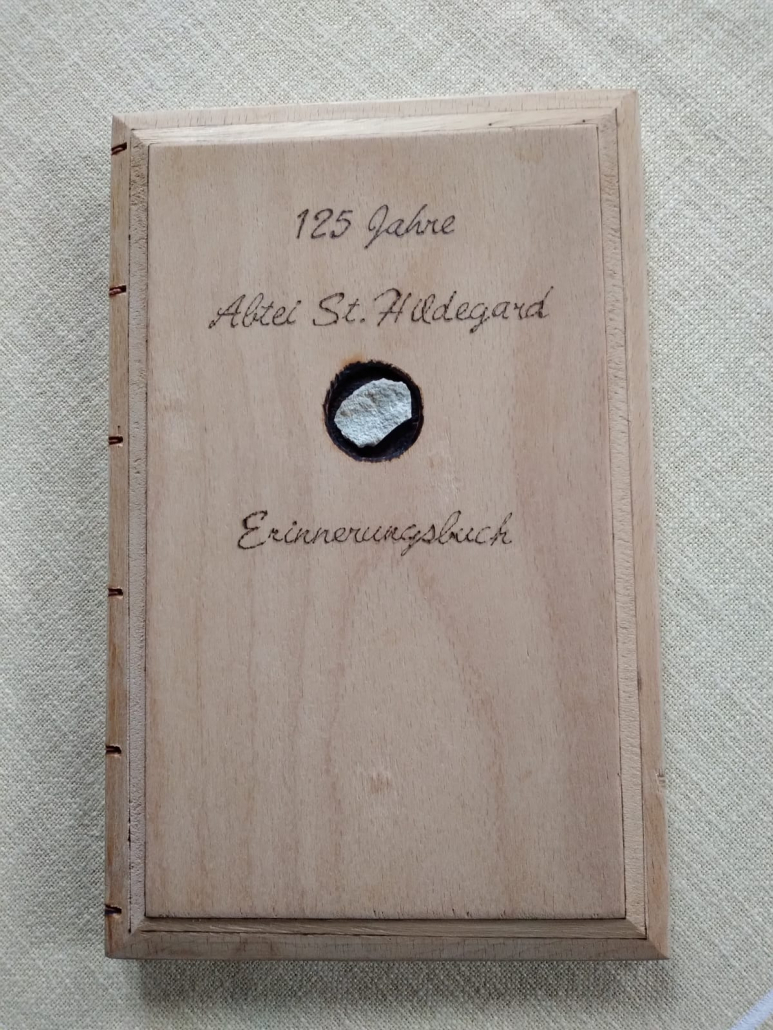 125 Jahre
Abtei St. Hildegard
Erinnerungsbuch